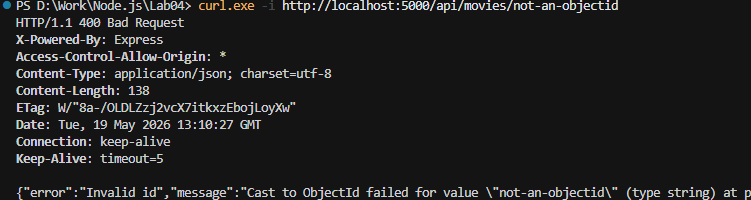 PS D:\Work\Node.js\Lab04> curl.exe -i http://localhost:5000/api/movies/not-an-objectid
HTTP/1.1 400 Bad Request
X-Powered-By: Express
Access-Control-Allow-Origin: *
Content-Type: application/json; charset=utf-8
Content-Length: 138
ETag: W/"8a-/OLDLZzj2vcX7itkxzEbojLoyXw"
Date: Tue, 19 May 2026 13:10:27 GMT
Connection: keep-alive
Keep-Alive: timeout=5
{"error":"Invalid id","message":"Cast to ObjectId failed for value \"not-an-objectid\" (type string) at p